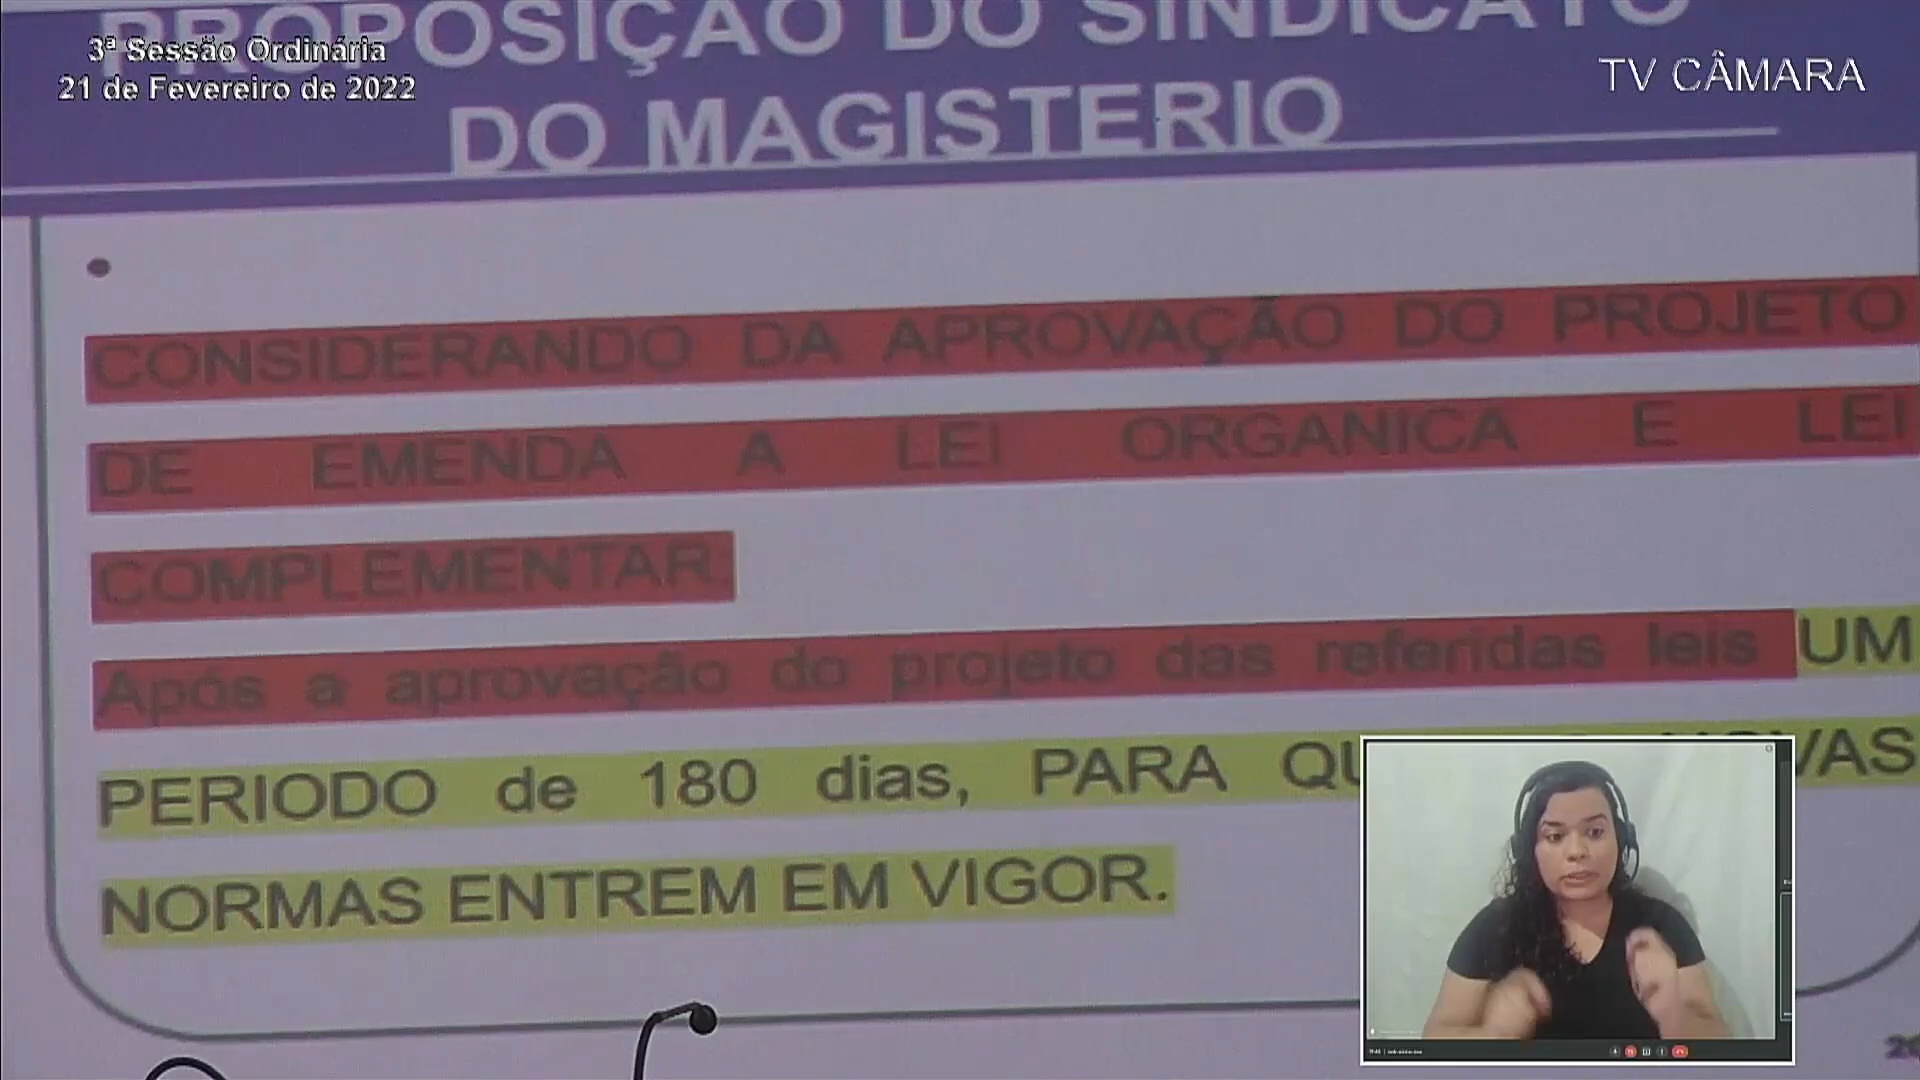 PROPOSIÇÃO DO SINDICATO
3ª Sessão Ordinária
21 de Fevereiro de 2022
TV CÂMARA
DO MAGISTERIO
•
CONSIDERANDO DA APROVAÇÃO DO PROJETO
DE EMENDA A LEI ORGANICA E LEI
COMPLEMENTAR.
Após a aprovação do projeto das referidas leis UM
PERIODO de 180 dias, PARA
NORMAS ENTREM EM VIGOR.